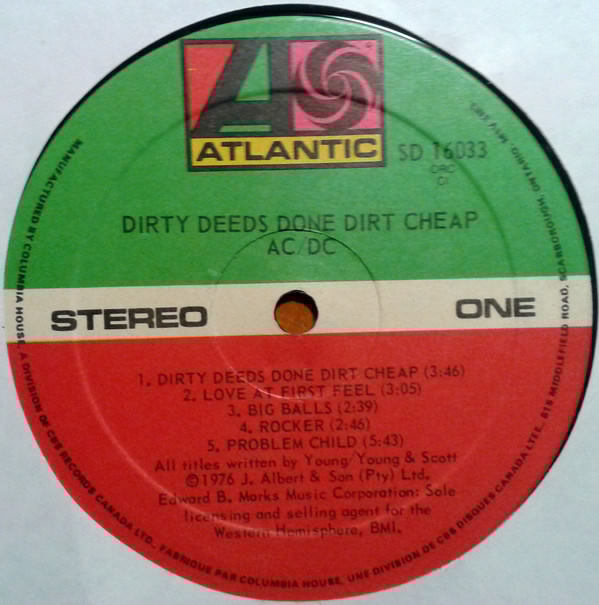 ATLANTIC
SD 16033
CRC
CI
DIRTY DEEDS DONE DIRT CHEAP
AC/DC
STEREO
ONE
1. DIRTY DEEDS DONE DIRT CHEAP (3:46)
2. LOVE AT FIRST FEEL (3:05)
3. BIG BALLS (2:39)
4. ROCKER (2:46)
5. PROBLEM CHILD (5:43)
All titles written by Young/Young & Scott
©1976 J. Albert & Son (Pty) Ltd.
Edward B. Marks Music Corporation: Sole
licensing and selling agent for the
Western Hemisphere, BMI.
MANUFACTURED BY COLUMBIA HOUSE, A DIVISION OF CBS RECORDS CANADA LTD., FABRIQUE PAR COLUMBIA HOUSE, UNE DIVISION DE CBS DISQUES CANADA LTEE., 815 MIDDLEFIELD ROAD, SCARBOROUGH, ONTARIO,